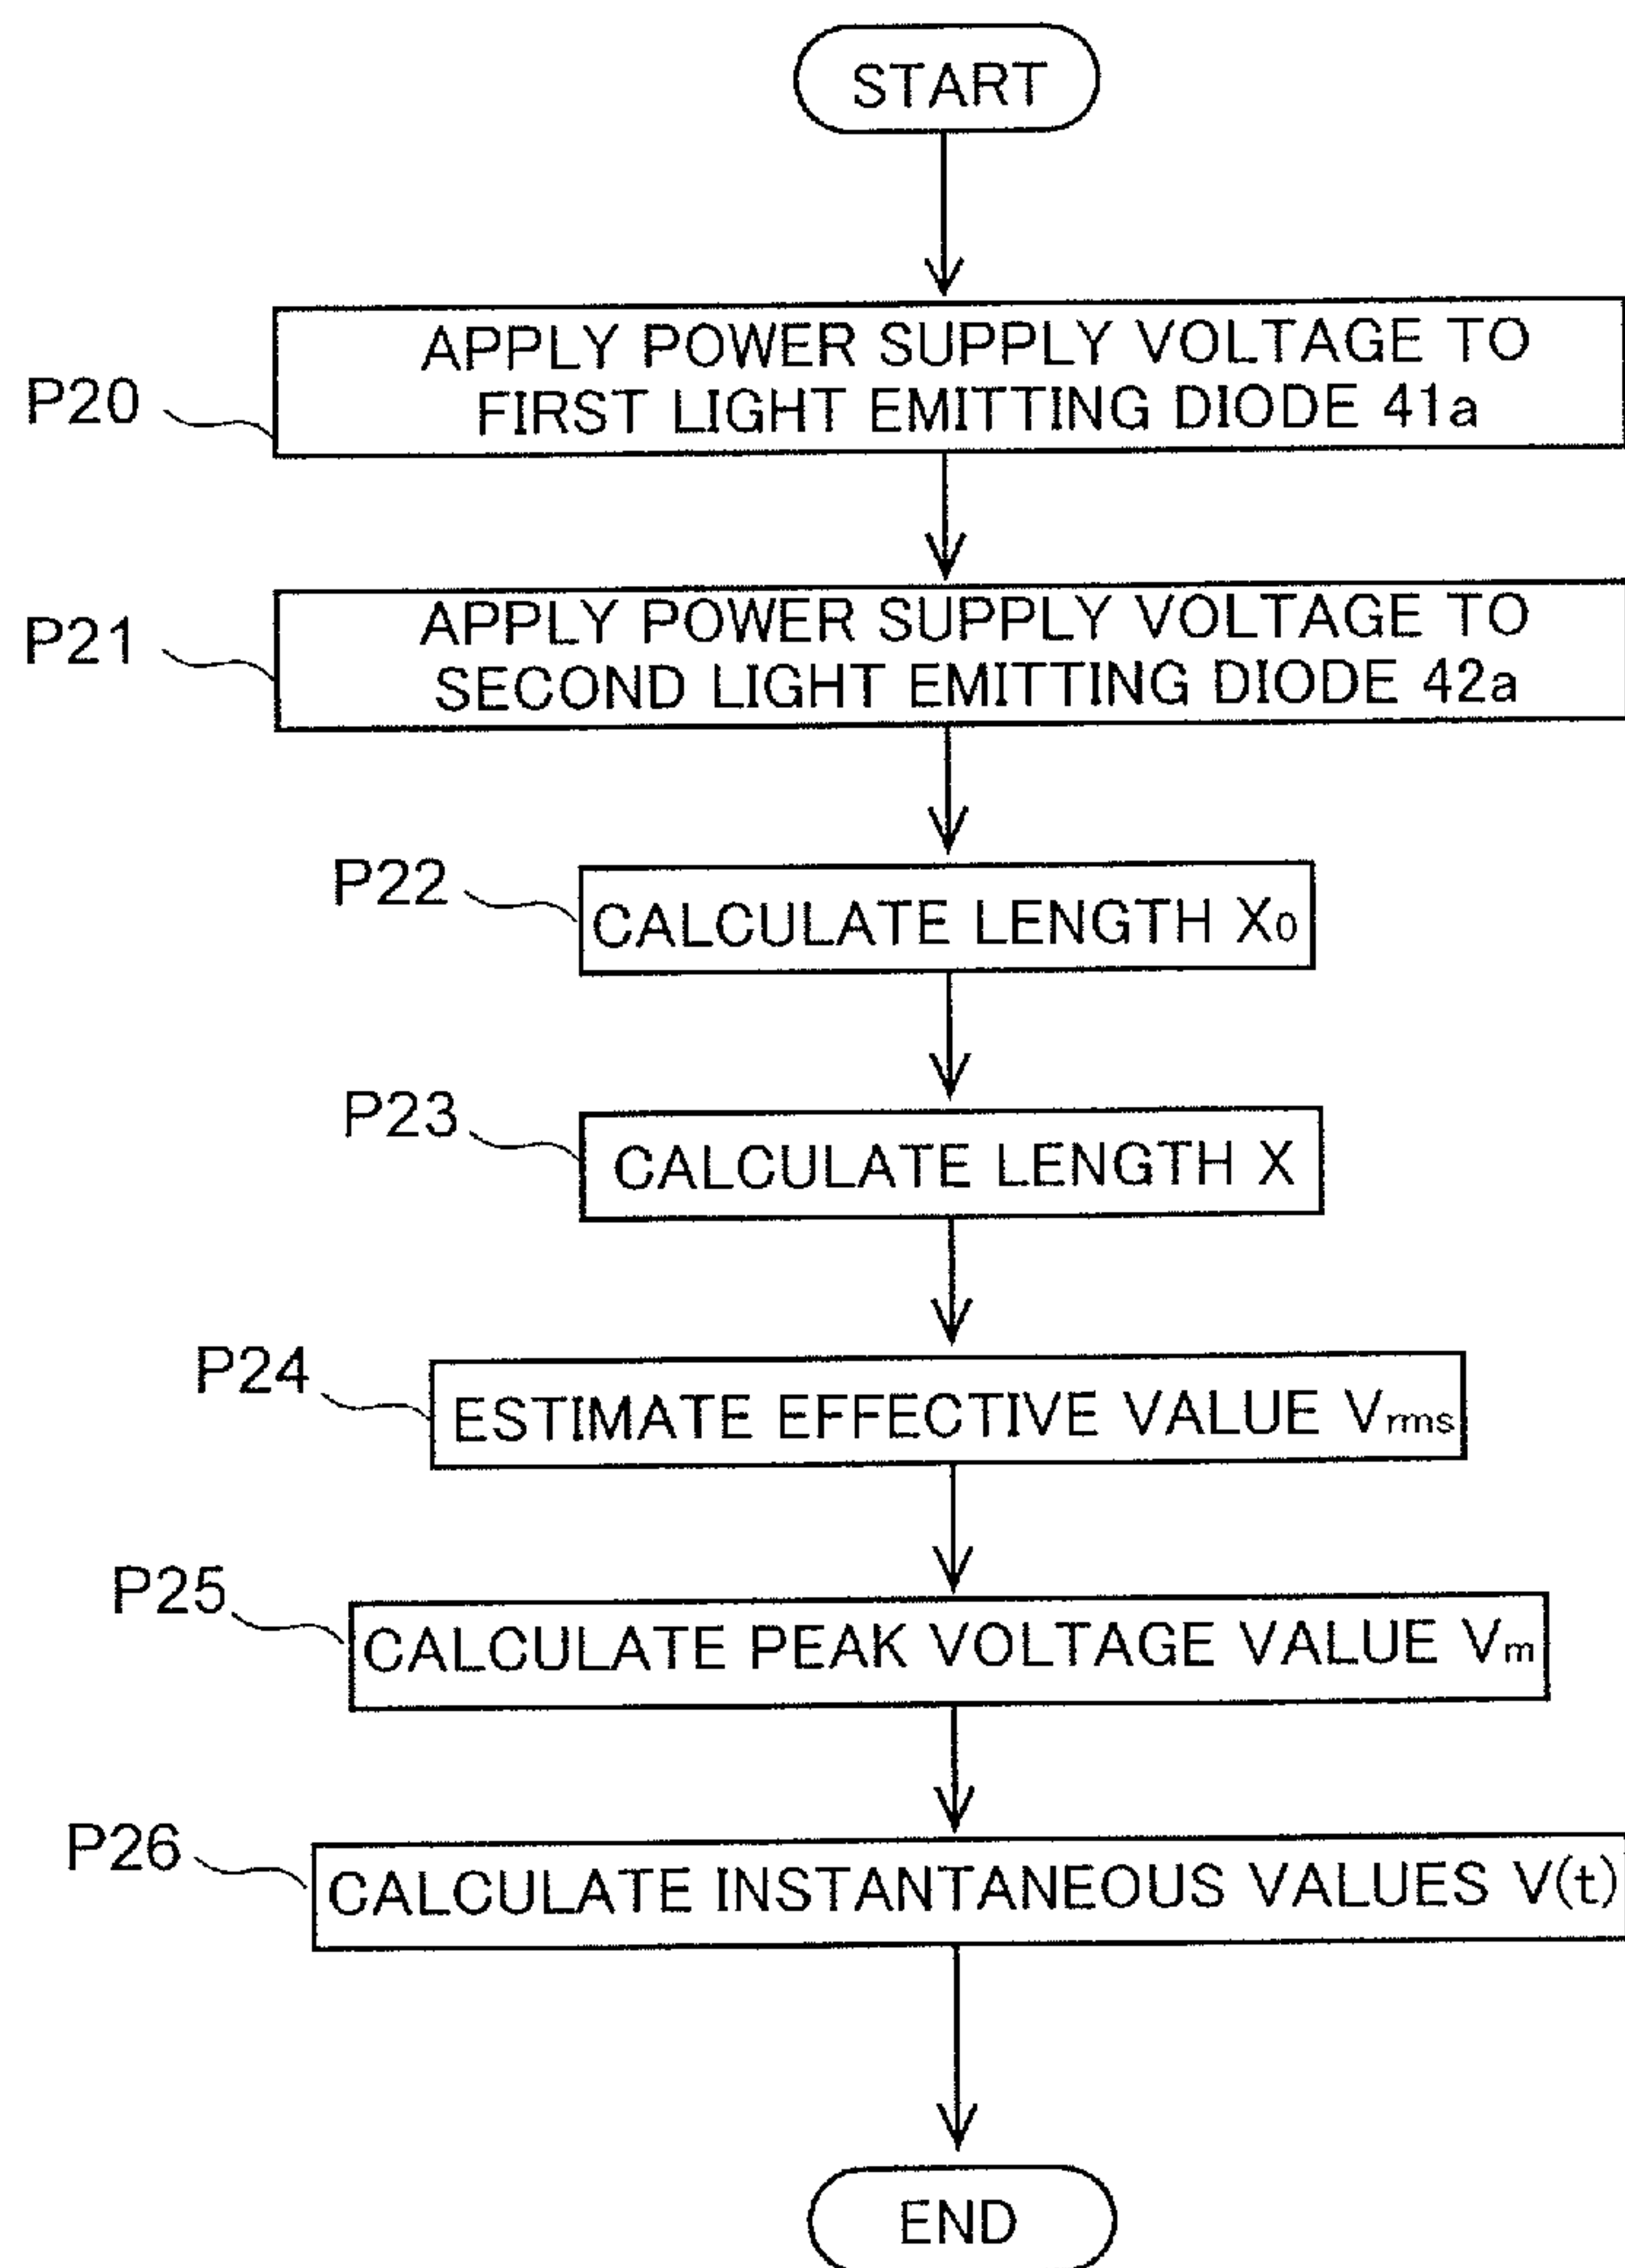 START
P20
APPLY POWER SUPPLY VOLTAGE TO
FIRST LIGHT EMITTING DIODE 41a
P21
APPLY POWER SUPPLY VOLTAGE TO
SECOND LIGHT EMITTING DIODE 42a
P22
CALCULATE LENGTH X₀
P23
CALCULATE LENGTH X
P24
ESTIMATE EFFECTIVE VALUE Vrms
P25
CALCULATE PEAK VOLTAGE VALUE Vm
P26
CALCULATE INSTANTANEOUS VALUES V(t)
END